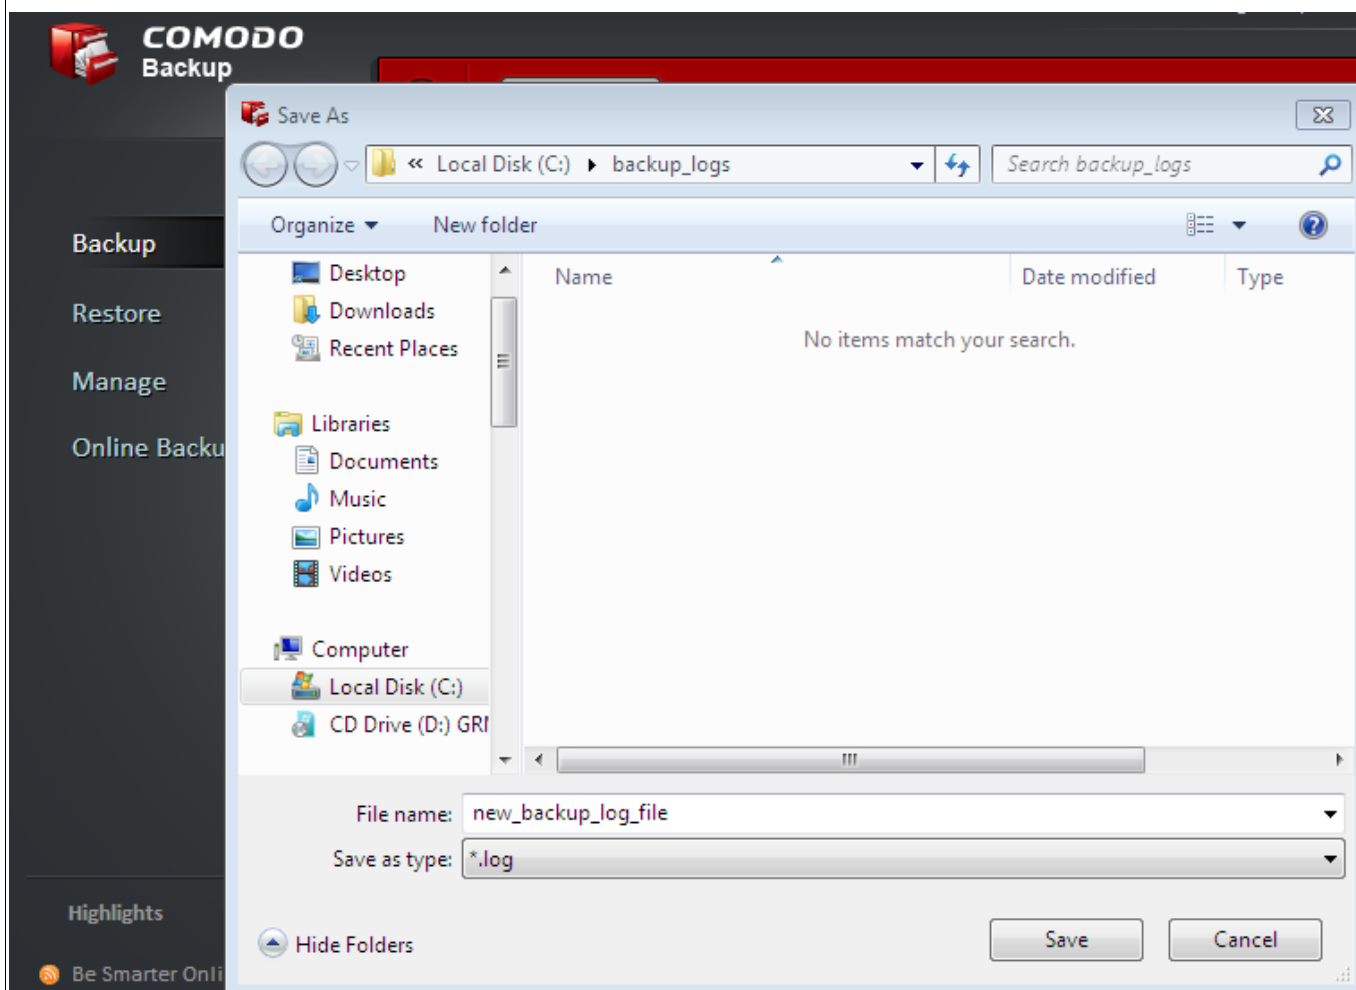 COMODO
Backup
Save As
« Local Disk (C:) backup_logs
Search backup_logs
Organize
New folder
Backup
Restore
Manage
Online Backu
Desktop
Downloads
Recent Places
Libraries
Documents
Music
Pictures
Videos
Computer
Local Disk (C:)
CD Drive (D:) GRM
Name
Date modified
Type
No items match your search.
File name: new_backup_log_file
Save as type: *.log
Hide Folders
Save
Cancel
Highlights
Be Smarter Onli